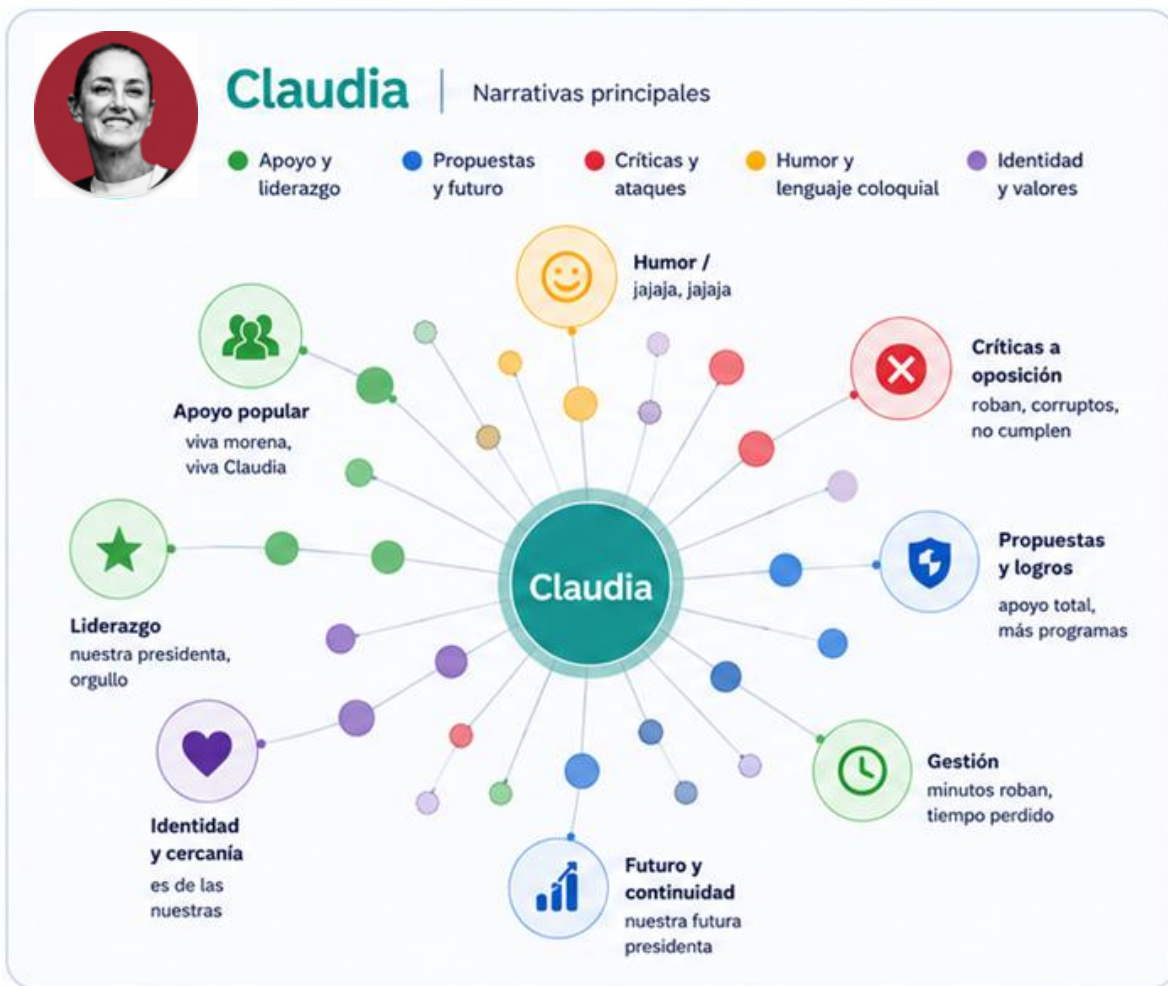 Claudia
Narrativas principales
Apoyo y
liderazgo
Propuestas
y futuro
Críticas y
ataques
Humor y
lenguaje coloquial
Identidad
y valores
Humor /
jajaja, jajaja
Críticas a
oposición
roban, corruptos,
no cumplen
Apoyo popular
viva morena,
viva Claudia
Propuestas
y logros
apoyo total,
más programas
Claudia
Liderazgo
nuestra presidenta,
orgullo
Gestión
minutos roban,
tiempo perdido
Identidad
y cercanía
es de las
nuestras
Futuro y
continuidad
nuestra futura
presidenta